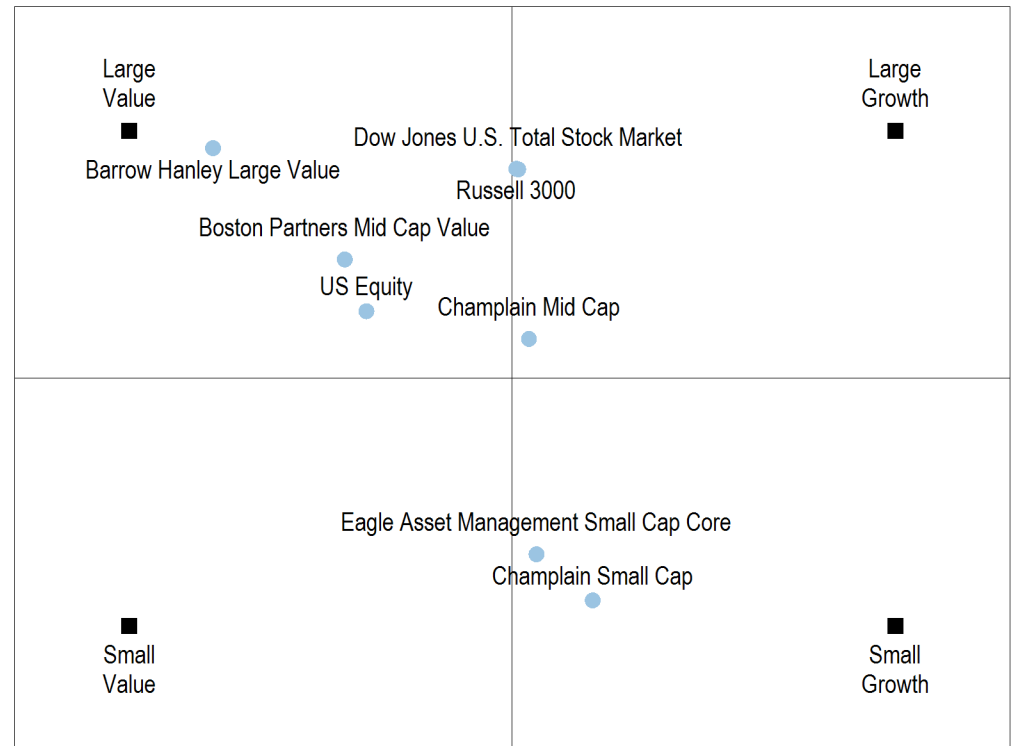 Large
Value
Large
Growth
Dow Jones U.S. Total Stock Market
Barrow Hanley Large Value
Russell 3000
Boston Partners Mid Cap Value
US Equity
Champlain Mid Cap
Eagle Asset Management Small Cap Core
Champlain Small Cap
Small
Value
Small
Growth